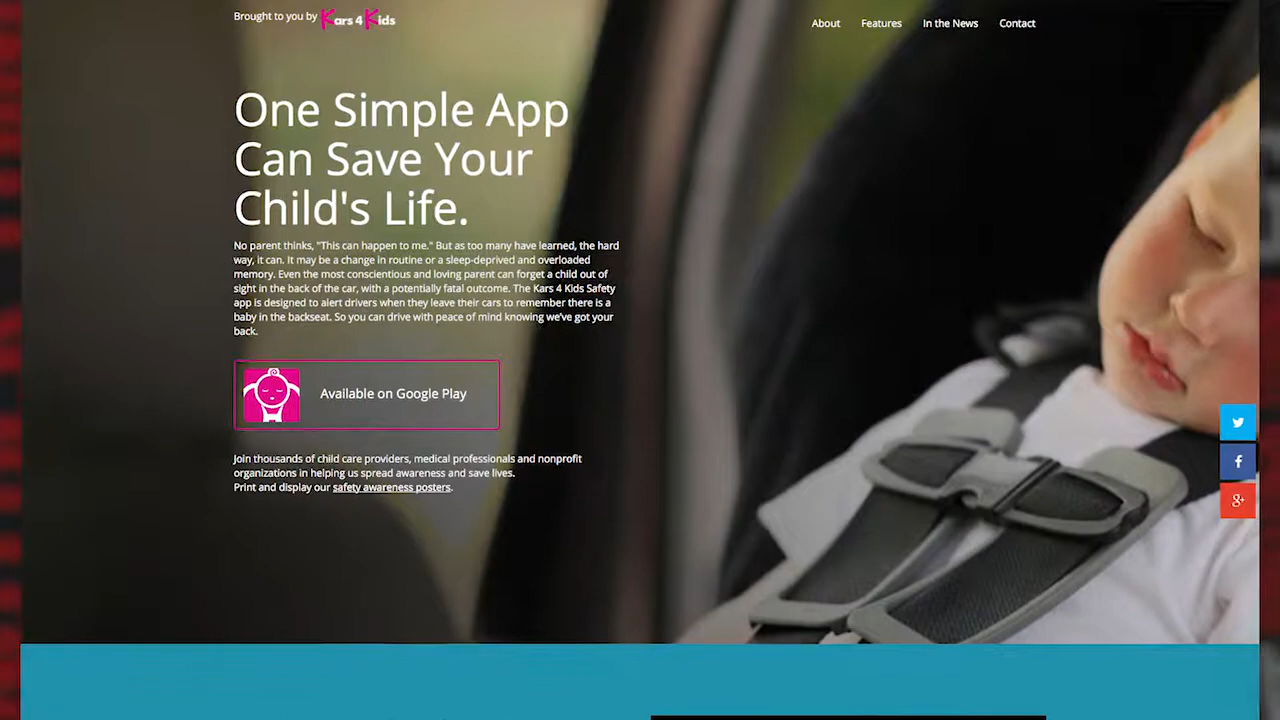 Brought to you by Kars 4 Kids
About Features In the News Contact
One Simple App
Can Save Your
Child's Life.
No parent thinks, "This can happen to me." But as too many have learned, the hard
way, it can. It may be a change in routine or a sleep-deprived and overloaded
memory. Even the most conscientious and loving parent can forget a child out of
sight in the back of the car, with a potentially fatal outcome. The Kars 4 Kids Safety
app is designed to alert drivers when they leave their cars to remember there is a
baby in the backseat. So you can drive with peace of mind knowing we've got your
back.
Available on Google Play
Join thousands of child care providers, medical professionals and nonprofit
organizations in helping us spread awareness and save lives.
Print and display our safety awareness posters.
f
g+